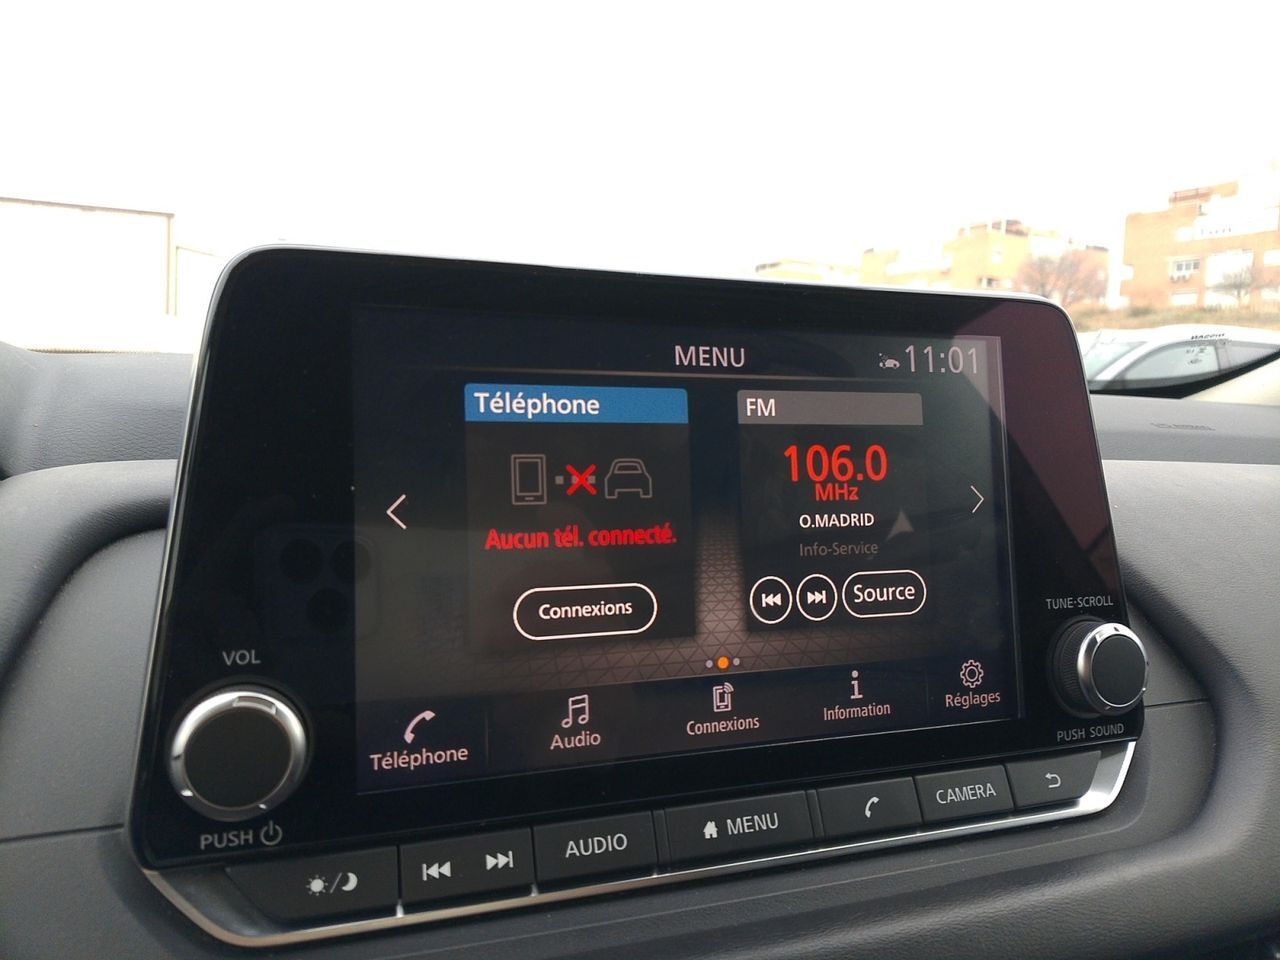 MENU
11:01
Téléphone
FM
106.0
MHz
Aucun tél. connecté.
O.MADRID
Info-Service
Connexions
Source
TUNE·SCROLL
VOL
Téléphone
Audio
Connexions
Information
Réglages
PUSH SOUND
PUSH
AUDIO
MENU
CAMERA